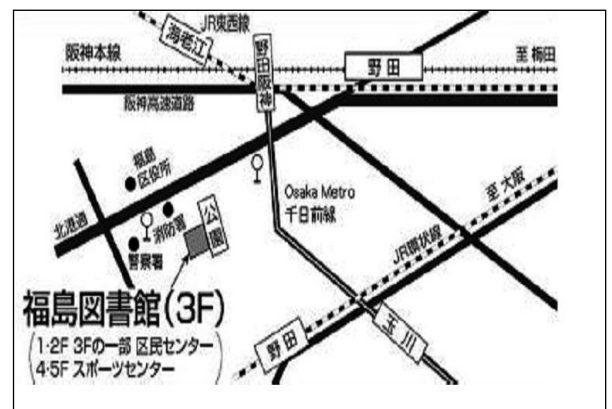 JR東西線
海老江
阪神本線
野田阪神
野田
至 梅田
阪神高速道路
福島
区役所
Osaka Metro
千日前線
至 大阪
北港通
消防署
公園
警察署
JR環状線
福島図書館(3F)
1·2F 3Fの一部 区民センター
4·5F スポーツセンター
野田
玉川